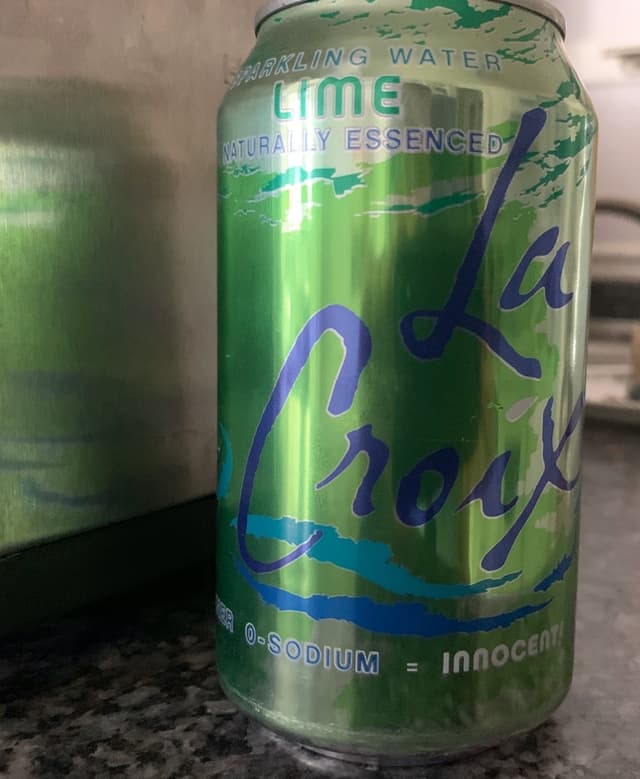 SPARKLING WATER
LIME
NATURALLY ESSENCED
La
Croix
0-SODIUM = INNOCENT!